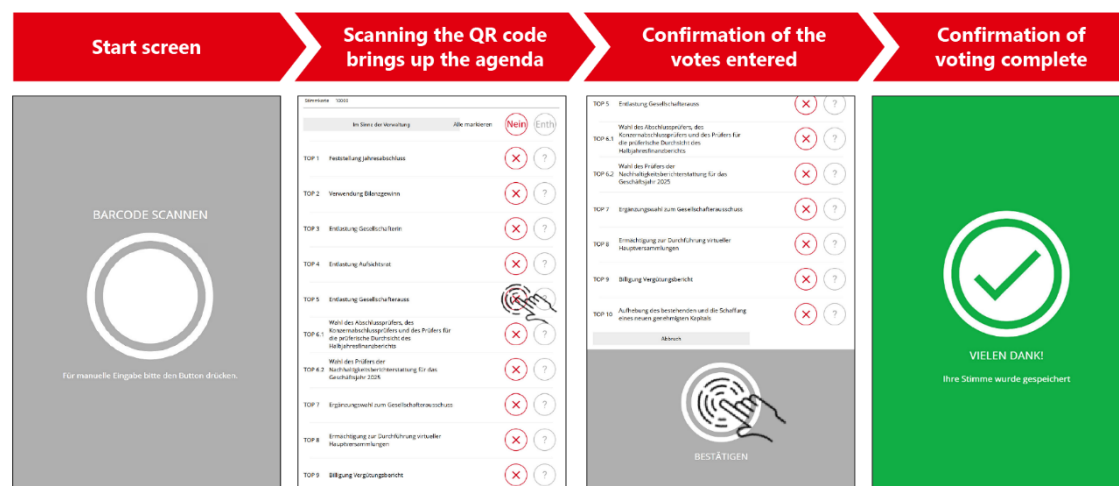 Start screen
Scanning the QR code
brings up the agenda
Confirmation of the
votes entered
Confirmation of
voting complete
BARCODE SCANNEN
Für manuelle Eingabe bitte den Button drücken.
Stimmkarte 10003
Im Sinne der Verwaltung Alle markieren Nein Enth
TOP 1 Feststellung Jahresabschluss ?
TOP 2 Verwendung Bilanzgewinn ?
TOP 3 Entlastung Gesellschafterin ?
TOP 4 Entlastung Aufsichtsrat ?
TOP 5 Entlastung Gesellschafterauss
Wahl des Abschlussprüfers, des
TOP 6.1 Konzernabschlussprüfers und des Prüfers für ?
die prüferische Durchsicht des
Halbjahresfinanzberichts
Wahl des Prüfers der
TOP 6.2 Nachhaltigkeitsberichterstattung für das ?
Geschäftsjahr 2025
TOP 7 Ergänzungswahl zum Gesellschafterausschuss ?
TOP 8 Ermächtigung zur Durchführung virtueller ?
Hauptversammlungen
TOP 9 Billigung Vergütungsbericht ?
TOP 5 Entlastung Gesellschafterauss ?
Wahl des Abschlussprüfers, des
TOP 6.1 Konzernabschlussprüfers und des Prüfers für ?
die prüferische Durchsicht des
Halbjahresfinanzberichts
Wahl des Prüfers der
TOP 6.2 Nachhaltigkeitsberichterstattung für das ?
Geschäftsjahr 2025
TOP 7 Ergänzungswahl zum Gesellschafterausschuss ?
TOP 8 Ermächtigung zur Durchführung virtueller ?
Hauptversammlungen
TOP 9 Billigung Vergütungsbericht ?
TOP 10 Aufhebung des bestehenden und die Schaffung ?
eines neuen genehmigten Kapitals
Abbruch
BESTÄTIGEN
VIELEN DANK!
Ihre Stimme wurde gespeichert